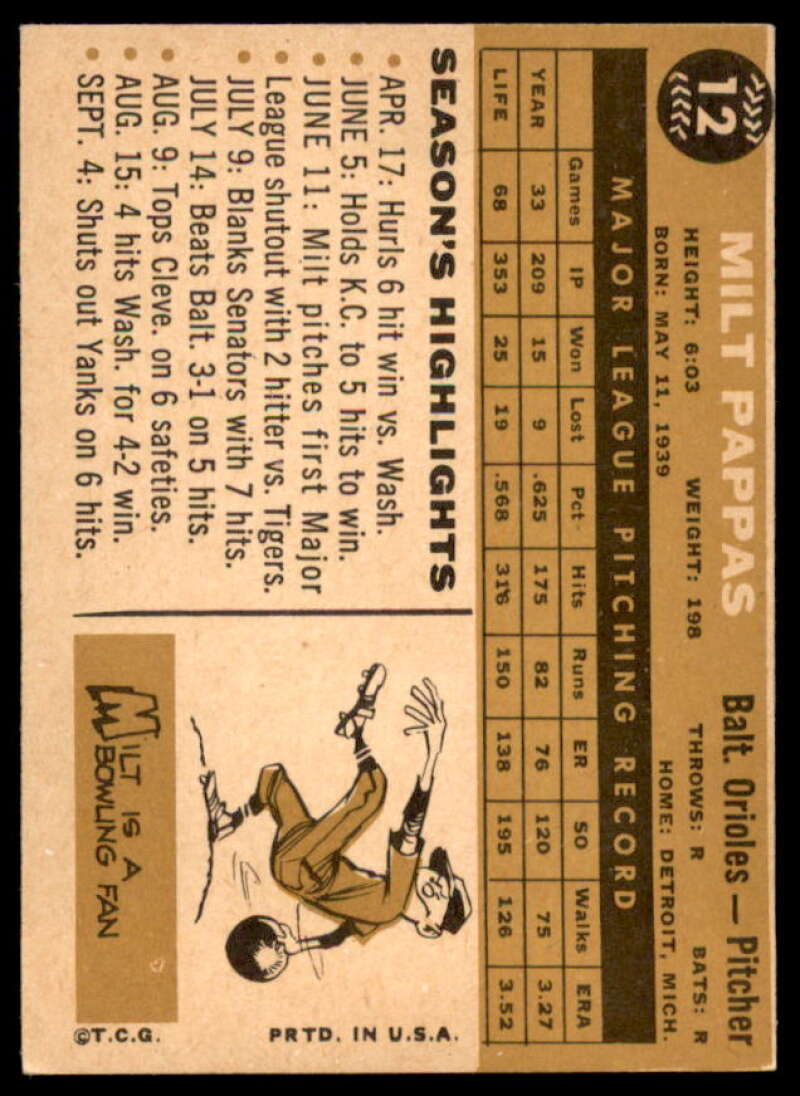 12
MILT PAPPAS Balt. Orioles — Pitcher
HEIGHT: 6:03 WEIGHT: 198 THROWS: R BATS: R
BORN: MAY 11, 1939 HOME: DETROIT, MICH.
MAJOR LEAGUE PITCHING RECORD
Games IP Won Lost Pct. Hits Runs ER SO Walks ERA
YEAR 33 209 15 9 .625 175 82 76 120 75 3.27
LIFE 68 353 25 19 .568 316 150 138 195 126 3.52
SEASON'S HIGHLIGHTS
• APR. 17: Hurls 6 hit win vs. Wash.
• JUNE 5: Holds K.C. to 5 hits to win.
• JUNE 11: Milt pitches first Major
League shutout with 2 hitter vs. Tigers.
• JULY 9: Blanks Senators with 7 hits.
• JULY 14: Beats Balt. 3-1 on 5 hits.
• AUG. 9: Tops Cleve. on 6 safeties.
• AUG. 15: 4 hits Wash. for 4-2 win.
• SEPT. 4: Shuts out Yanks on 6 hits.
MILT IS A
BOWLING FAN
©T.C.G. PRTD. IN U.S.A.